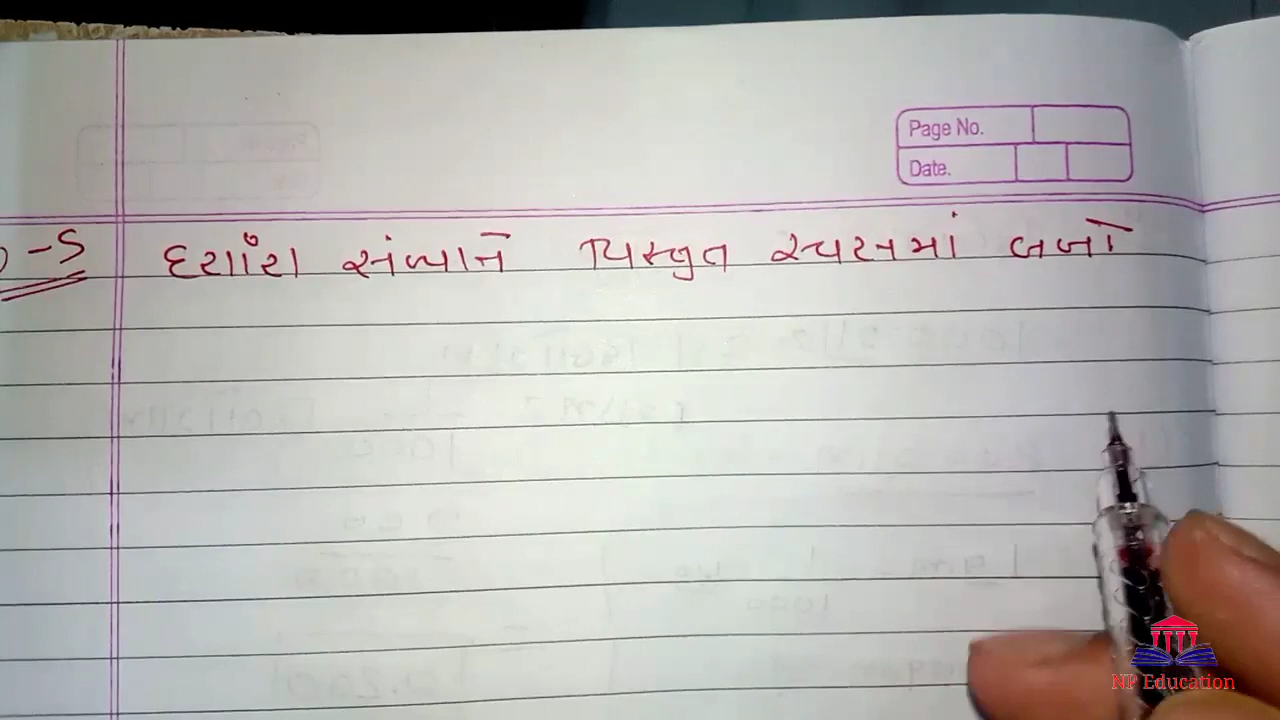 Page No.
Date.
-5 દશાંશ સંખ્યાને વિસ્તૃત સ્વરૂપમાં લખો
NP Education